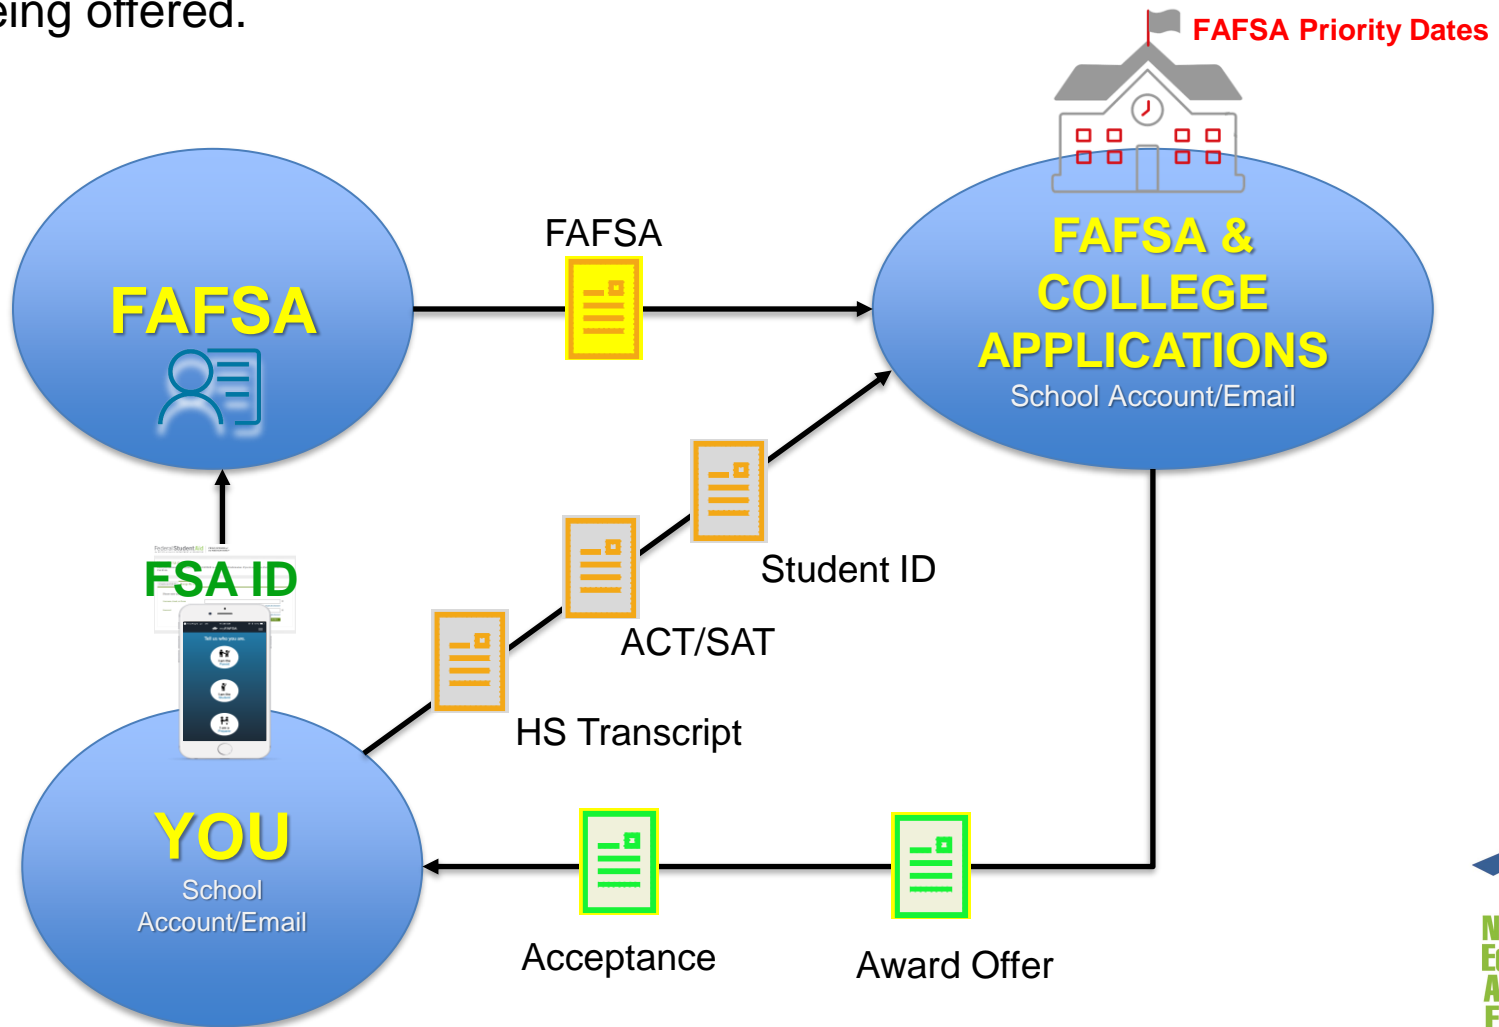 eing offered.
FAFSA Priority Dates
FAFSA
FAFSA
FAFSA &
COLLEGE
APPLICATIONS
School Account/Email
FSA ID
Student ID
ACT/SAT
HS Transcript
YOU
School
Account/Email
Acceptance
Award Offer